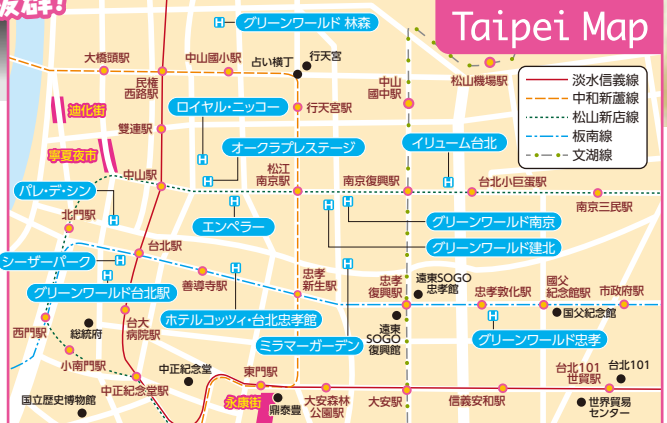 抜群!
Taipei Map
グリーンワールド 林森
大橋頭駅
中山國小駅
占い横丁
行天宮
中山
國中駅
松山機場駅
民権
西路駅
淡水信義線
中和新蘆線
松山新店線
板南線
文湖線
迪化街
ロイヤル・ニッコー
行天宮駅
雙連駅
寧夏夜市
オークラプレステージ
イリューム台北
中山駅
松江
南京駅
南京復興駅
台北小巨蛋駅
南京三民駅
パレ・デ・シン
北門駅
エンペラー
グリーンワールド南京
台北駅
グリーンワールド建北
シーザーパーク
善導寺駅
忠孝
新生駅
忠孝
復興駅
遠東SOGO
忠孝館
忠孝敦化駅
國父
紀念館駅
市政府駅
グリーンワールド台北駅
国父紀念館
西門駅
総統府
台大
病院駅
ホテルコッツィ・台北忠孝館
遠東
SOGO
復興館
ミラマーガーデン
グリーンワールド忠孝
小南門駅
中正紀念堂
東門駅
台北101
世貿駅
台北101
中正紀念堂駅
国立歴史博物館
永康街
鼎泰豊
大安森林
公園駅
大安駅
信義安和駅
世界貿易
センター